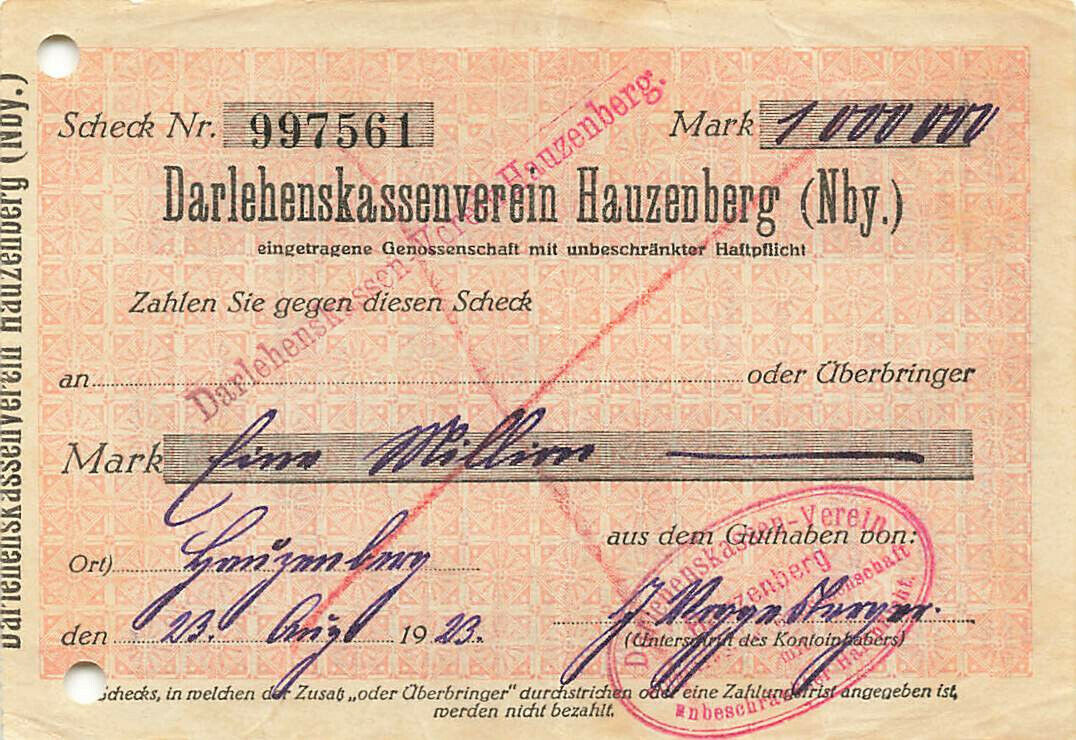 Scheck Nr. 997561 Mark 1 000 000
Darlehenskassenverein Hauzenberg (Nby.)
eingetragene Genossenschaft mit unbeschränkter Haftpflicht
Zahlen Sie gegen diesen Scheck
an oder Überbringer
Mark Eine Million
aus dem Guthaben von:
Ort) Hauzenberg
den 23. Aug. 1923.
(Unterschrift des Kontoinhabers)
Schecks, in welchen der Zusatz „oder Überbringer" durchstrichen oder eine Zahlungsfrist angegeben ist,
werden nicht bezahlt.
Darlehenskassenverein Hauzenberg (Nby.)
Darlehenskassen-Verein Hauzenberg.
Darlehenskassen-Verein
Hauzenberg
unbeschränkter Haftpflicht.